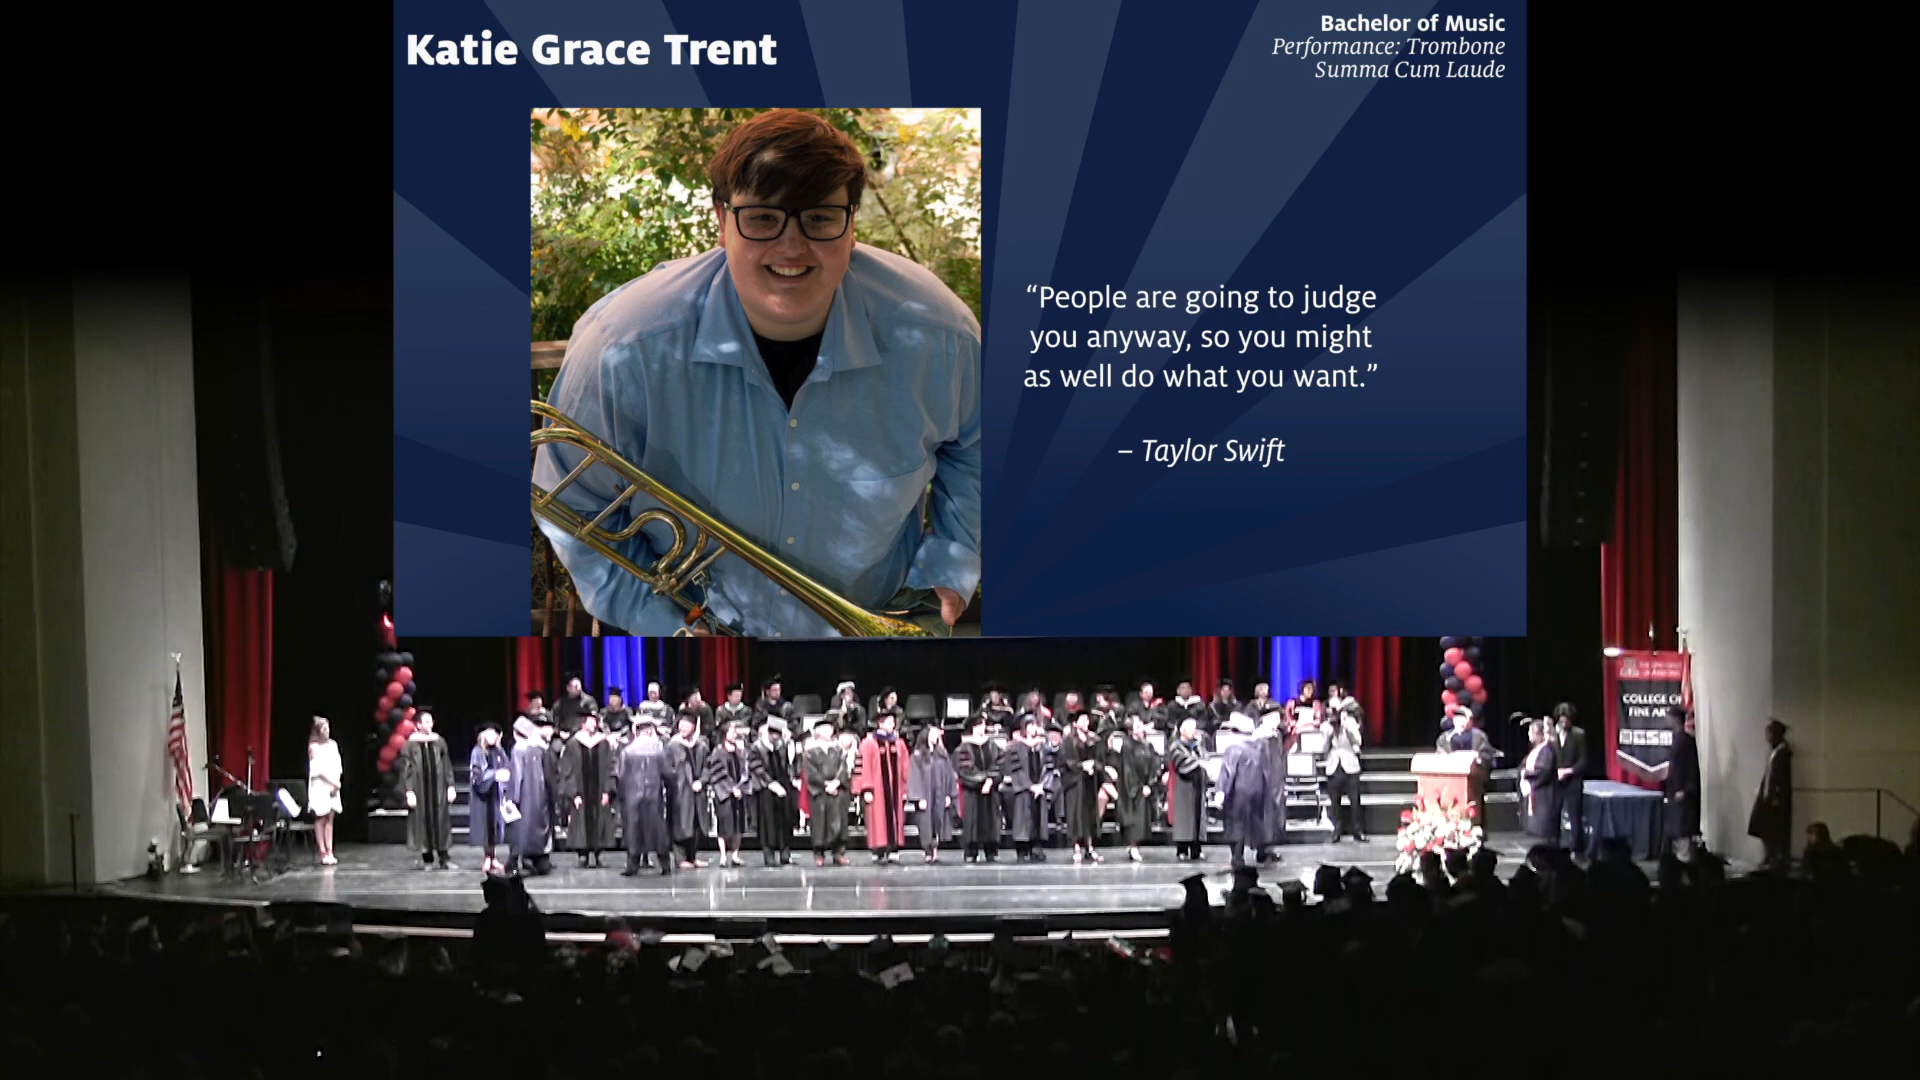 Katie Grace Trent
Bachelor of Music
Performance: Trombone
Summa Cum Laude
“People are going to judge
you anyway, so you might
as well do what you want.”
– Taylor Swift
COLLEGE OF
FINE